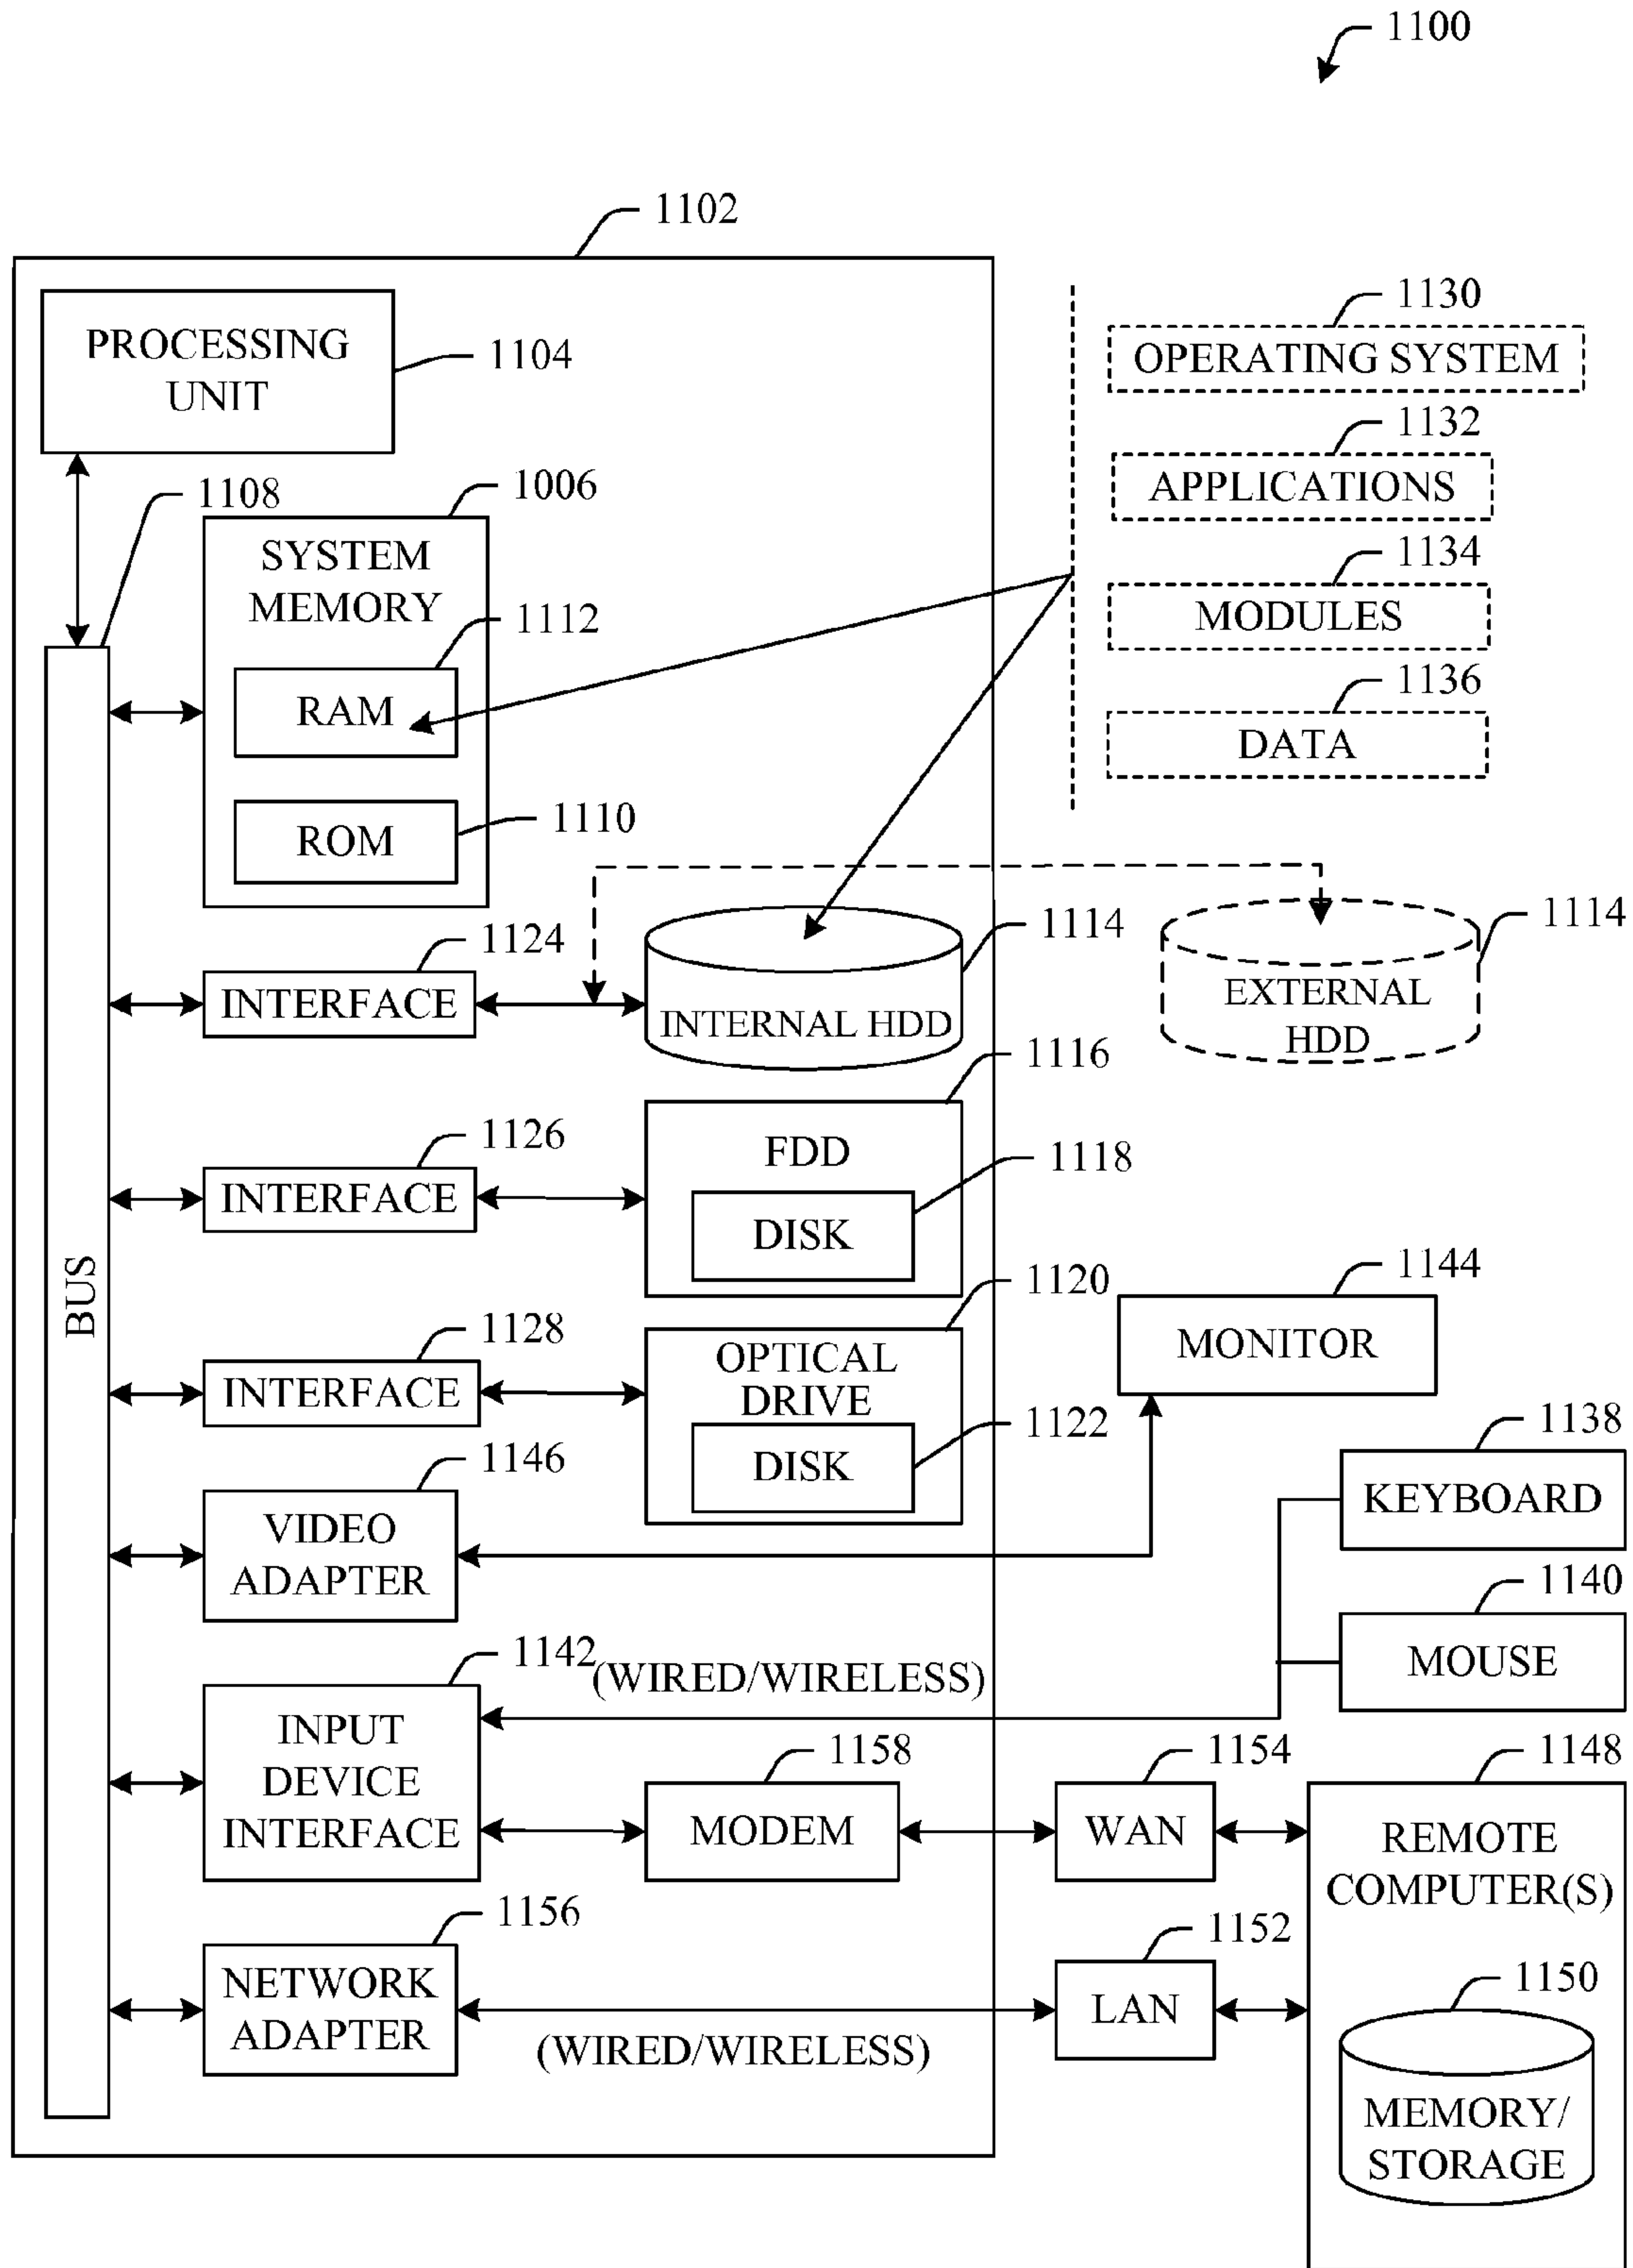 1100
1102
PROCESSING
UNIT
1104
1130
OPERATING SYSTEM
1132
APPLICATIONS
1134
MODULES
1136
DATA
1108
1006
SYSTEM
MEMORY
1112
RAM
1110
ROM
1124
INTERFACE
1114
INTERNAL HDD
1114
EXTERNAL
HDD
1116
FDD
1118
DISK
1126
INTERFACE
BUS
1120
OPTICAL
DRIVE
1122
DISK
1128
INTERFACE
1144
MONITOR
1146
VIDEO
ADAPTER
1138
KEYBOARD
1140
MOUSE
1142
(WIRED/WIRELESS)
INPUT
DEVICE
INTERFACE
1158
MODEM
1154
WAN
1148
REMOTE
COMPUTER(S)
1156
NETWORK
ADAPTER
(WIRED/WIRELESS)
1152
LAN
1150
MEMORY/
STORAGE